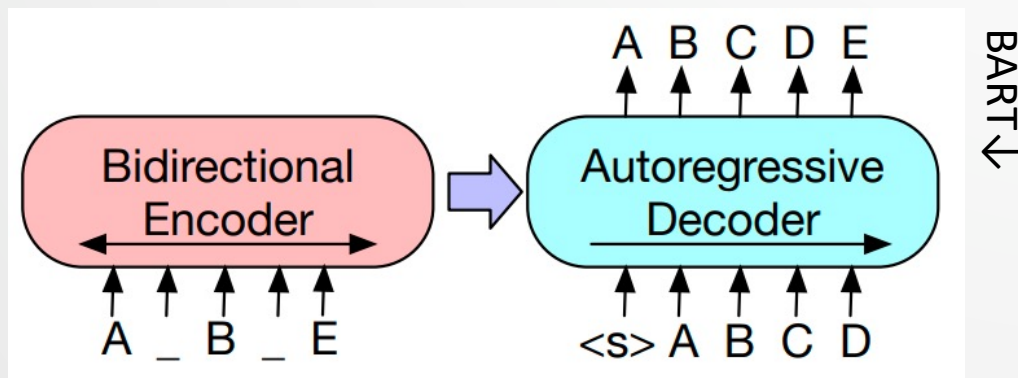 A B C D E
Bidirectional
Encoder
Autoregressive
Decoder
A _ B _ E
<s> A B C D
BART↓